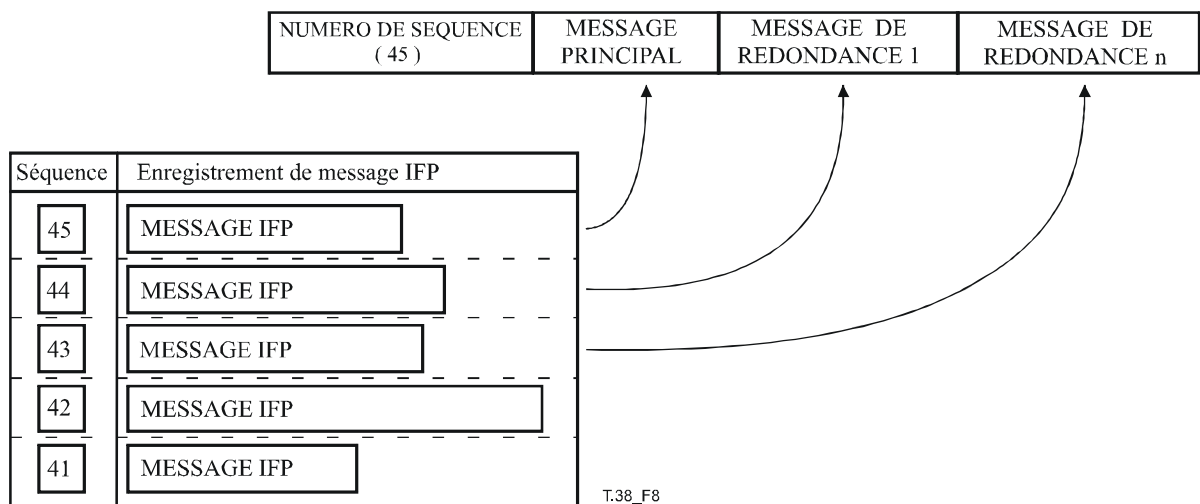 NUMERO DE SEQUENCE
( 45 )
MESSAGE
PRINCIPAL
MESSAGE DE
REDONDANCE 1
MESSAGE DE
REDONDANCE n
Séquence
Enregistrement de message IFP
45
MESSAGE IFP
44
MESSAGE IFP
43
MESSAGE IFP
42
MESSAGE IFP
41
MESSAGE IFP
T.38_F8